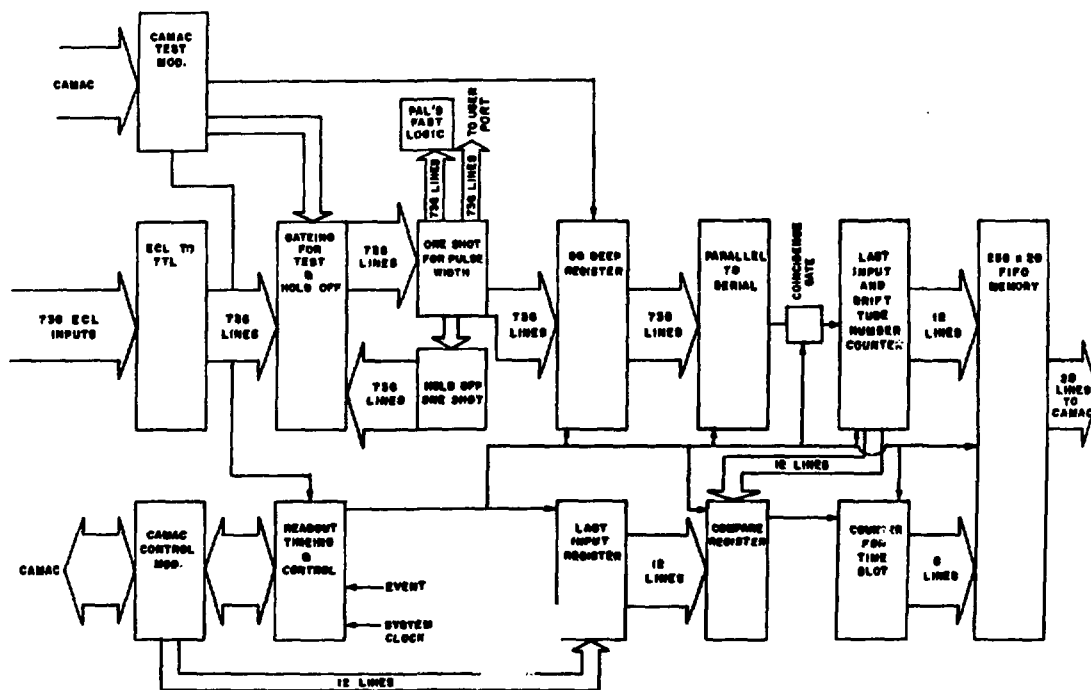 CAMAC
TEST
MOD.
CAMAC
PAL'S
FAST
LOGIC
TO USER
PORT
736 LINES
736 LINES
ECL TO
TTL
GATEING
FOR
TEST
&
HOLD OFF
736
LINES
ONE SHOT
FOR PULSE
WIDTH
DEEP
REGISTER
PARALLEL
TO
SERIAL
COINCIDENCE
GATE
LAST
INPUT
AND
DRIFT
TUBE
NUMBER
COUNTER
256 x 20
FIFO
MEMORY
736 ECL
INPUTS
736
LINES
736
LINES
736
LINES
12
LINES
20
LINES
TO
CAMAC
736
LINES
HOLD OFF
ONE SHOT
12 LINES
CAMAC
CAMAC
CONTROL
MOD.
READOUT
TIMEING
&
CONTROL
EVENT
SYSTEM
CLOCK
LAST
INPUT
REGISTER
12
LINES
COMPARE
REGISTER
COUNTER
FOR
TIME
SLOT
LINES
12 LINES